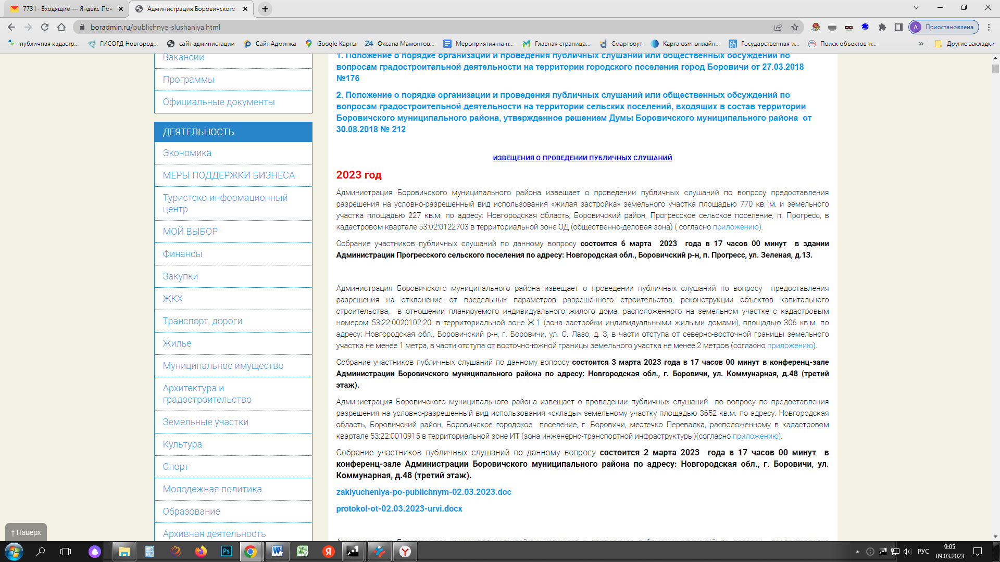 7731 · Входящие — Яндекс Поч
Администрация Боровичского
boradmin.ru/publichnye-slushaniya.html
А Приостановлена
публичная кадастр...
ГИСОГД Новгород...
сайт администации
Сайт Админка
Google Карты
24 Оксана Мамонтов...
Мероприятия на н...
Главная страница...
Смартроут
Карта osm онлайн...
Государственная и...
Поиск объектов н...
»
Другие закладки
Вакансии
Программы
Официальные документы
ДЕЯТЕЛЬНОСТЬ
Экономика
МЕРЫ ПОДДЕРЖКИ БИЗНЕСА
Туристско-информационный
центр
МОЙ ВЫБОР
Финансы
Закупки
ЖКХ
Транспорт, дороги
Жилье
Муниципальное имущество
Архитектура и
градостроительство
Земельные участки
Культура
Спорт
Молодежная политика
Образование
Архивная деятельность
↑ Наверх
1. Положение о порядке организации и проведения публичных слушаний или общественных обсуждений по
вопросам градостроительной деятельности на территории городского поселения город Боровичи от 27.03.2018
№176
2. Положение о порядке организации и проведения публичных слушаний или общественных обсуждений по
вопросам градостроительной деятельности на территории сельских поселений, входящих в состав территории
Боровичского муниципального района, утвержденное решением Думы Боровичского муниципального района от
30.08.2018 № 212
ИЗВЕЩЕНИЯ О ПРОВЕДЕНИИ ПУБЛИЧНЫХ СЛУШАНИЙ
2023 год
Администрация Боровичского муниципального района извещает о проведении публичных слушаний по вопросу предоставления
разрешения на условно-разрешенный вид использования «жилая застройка» земельного участка площадью 770 кв. м. и земельного
участка площадью 227 кв.м. по адресу: Новгородская область, Боровичский район, Прогресское сельское поселение, п. Прогресс, в
кадастровом квартале 53:02:0122703 в территориальной зоне ОД (общественно-деловая зона) ( согласно приложению).
Собрание участников публичных слушаний по данному вопросу состоится 6 марта 2023 года в 17 часов 00 минут в здании
Администрации Прогресского сельского поселения по адресу: Новгородская обл., Боровичский р-н, п. Прогресс, ул. Зеленая, д.13.
Администрация Боровичского муниципального района извещает о проведении публичных слушаний по вопросу предоставления
разрешения на отклонение от предельных параметров разрешенного строительства, реконструкции объектов капитального
строительства, в отношении планируемого индивидуального жилого дома, расположенного на земельном участке с кадастровым
номером 53:22:0020102:20, в территориальной зоне Ж.1 (зона застройки индивидуальными жилыми домами), площадью 306 кв.м. по
адресу: Новгородская обл., Боровичский р-н, г. Боровичи, ул. С. Лазо, д. 3, в части отступа от северно-восточной границы земельного
участка не менее 1 метра, в части отступа от восточно-южной границы земельного участка не менее 2 метров (согласно приложению).
Собрание участников публичных слушаний по данному вопросу состоится 3 марта 2023 года в 17 часов 00 минут в конференц-зале
Администрации Боровичского муниципального района по адресу: Новгородская обл., г. Боровичи, ул. Коммунарная, д.48 (третий
этаж).
Администрация Боровичского муниципального района извещает о проведении публичных слушаний по вопросу по предоставления
разрешения на условно-разрешенный вид использования «склады» земельному участку площадью 3652 кв.м. по адресу: Новгородская
область, Боровичский район, Боровичское городское поселение, г. Боровичи, местечко Перевалка, расположенному в кадастровом
квартале 53:22:0010915 в территориальной зоне ИТ (зона инженерно-транспортной инфраструктуры)(согласно приложению).
Собрание участников публичных слушаний по данному вопросу состоится 2 марта 2023 года в 17 часов 00 минут в
конференц-зале Администрации Боровичского муниципального района по адресу: Новгородская обл., г. Боровичи, ул.
Коммунарная, д.48 (третий этаж).
zaklyucheniya-po-publichnym-02.03.2023.doc
protokol-ot-02.03.2023-urvi.docx
РУС
9:05
09.03.2023